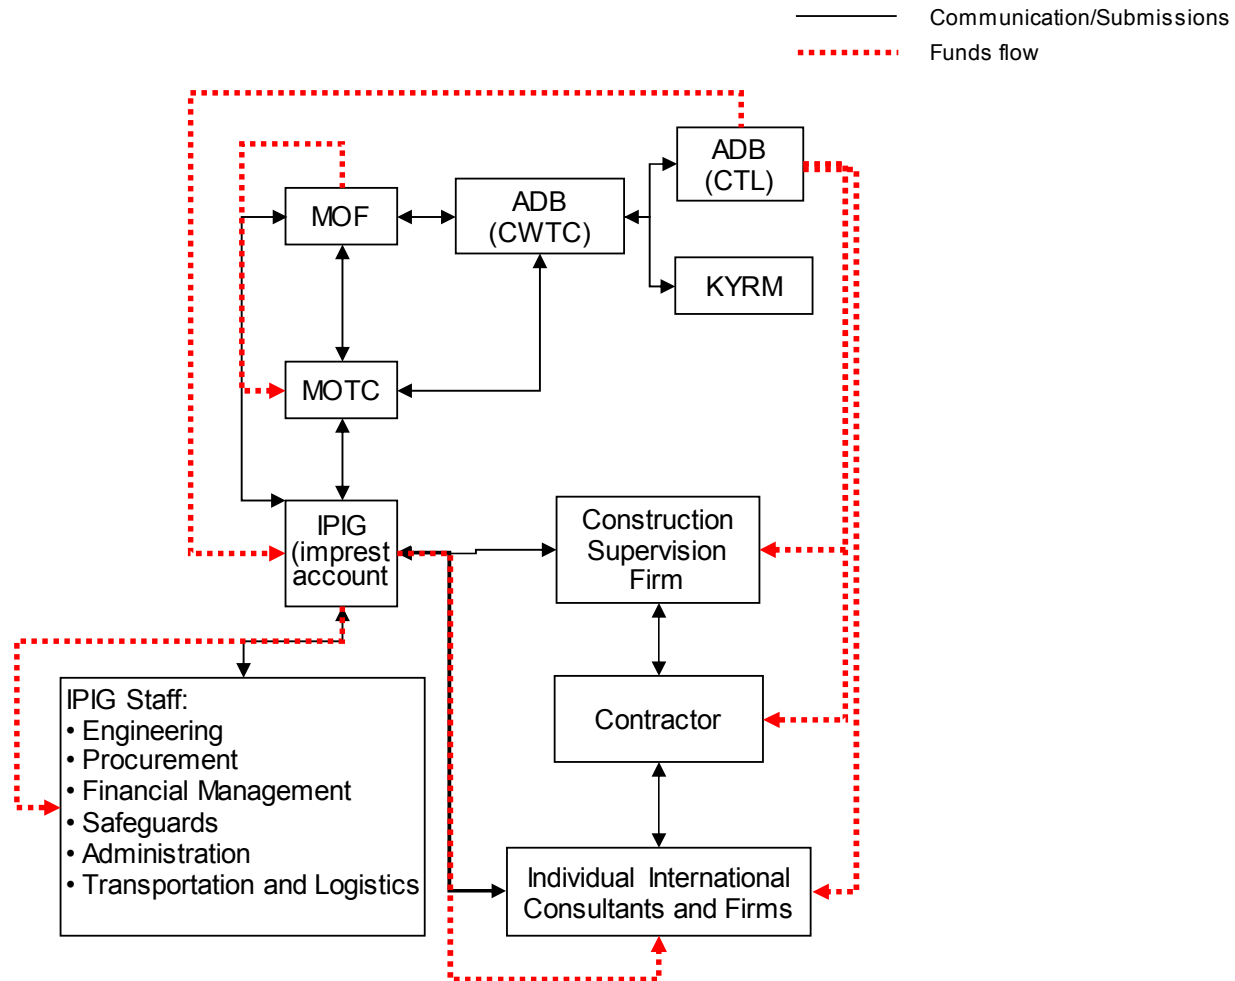 Communication/Submissions
Funds flow
ADB
(CTL)
MOF
ADB
(CWTC)
KYRM
MOTC
IPIG
(imprest
account
Construction
Supervision
Firm
IPIG Staff:
• Engineering
• Procurement
• Financial Management
• Safeguards
• Administration
• Transportation and Logistics
Contractor
Individual International
Consultants and Firms